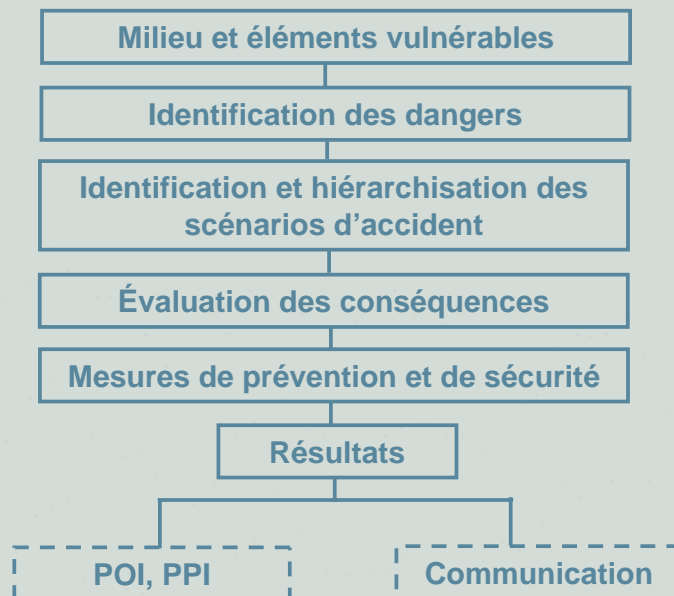 Milieu et éléments vulnérables
Identification des dangers
Identification et hiérarchisation des
scénarios d'accident
Évaluation des conséquences
Mesures de prévention et de sécurité
Résultats
POI, PPI
Communication